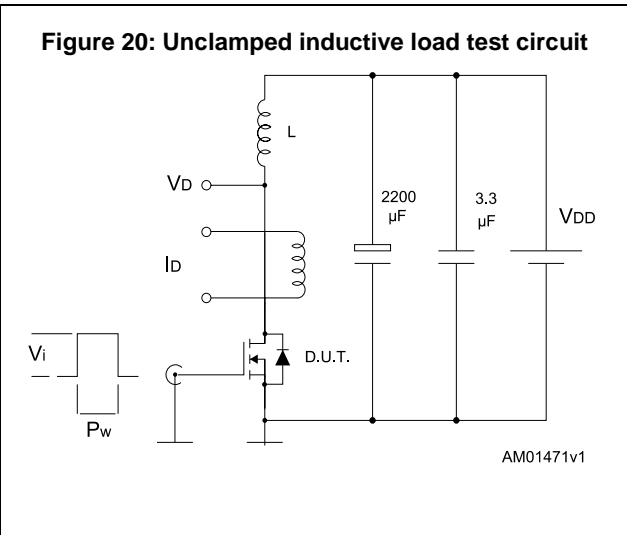 Figure 20: Unclamped inductive load test circuit
L
VD
2200
µF
3.3
µF
VDD
ID
Vi
D.U.T.
Pw
AM01471v1